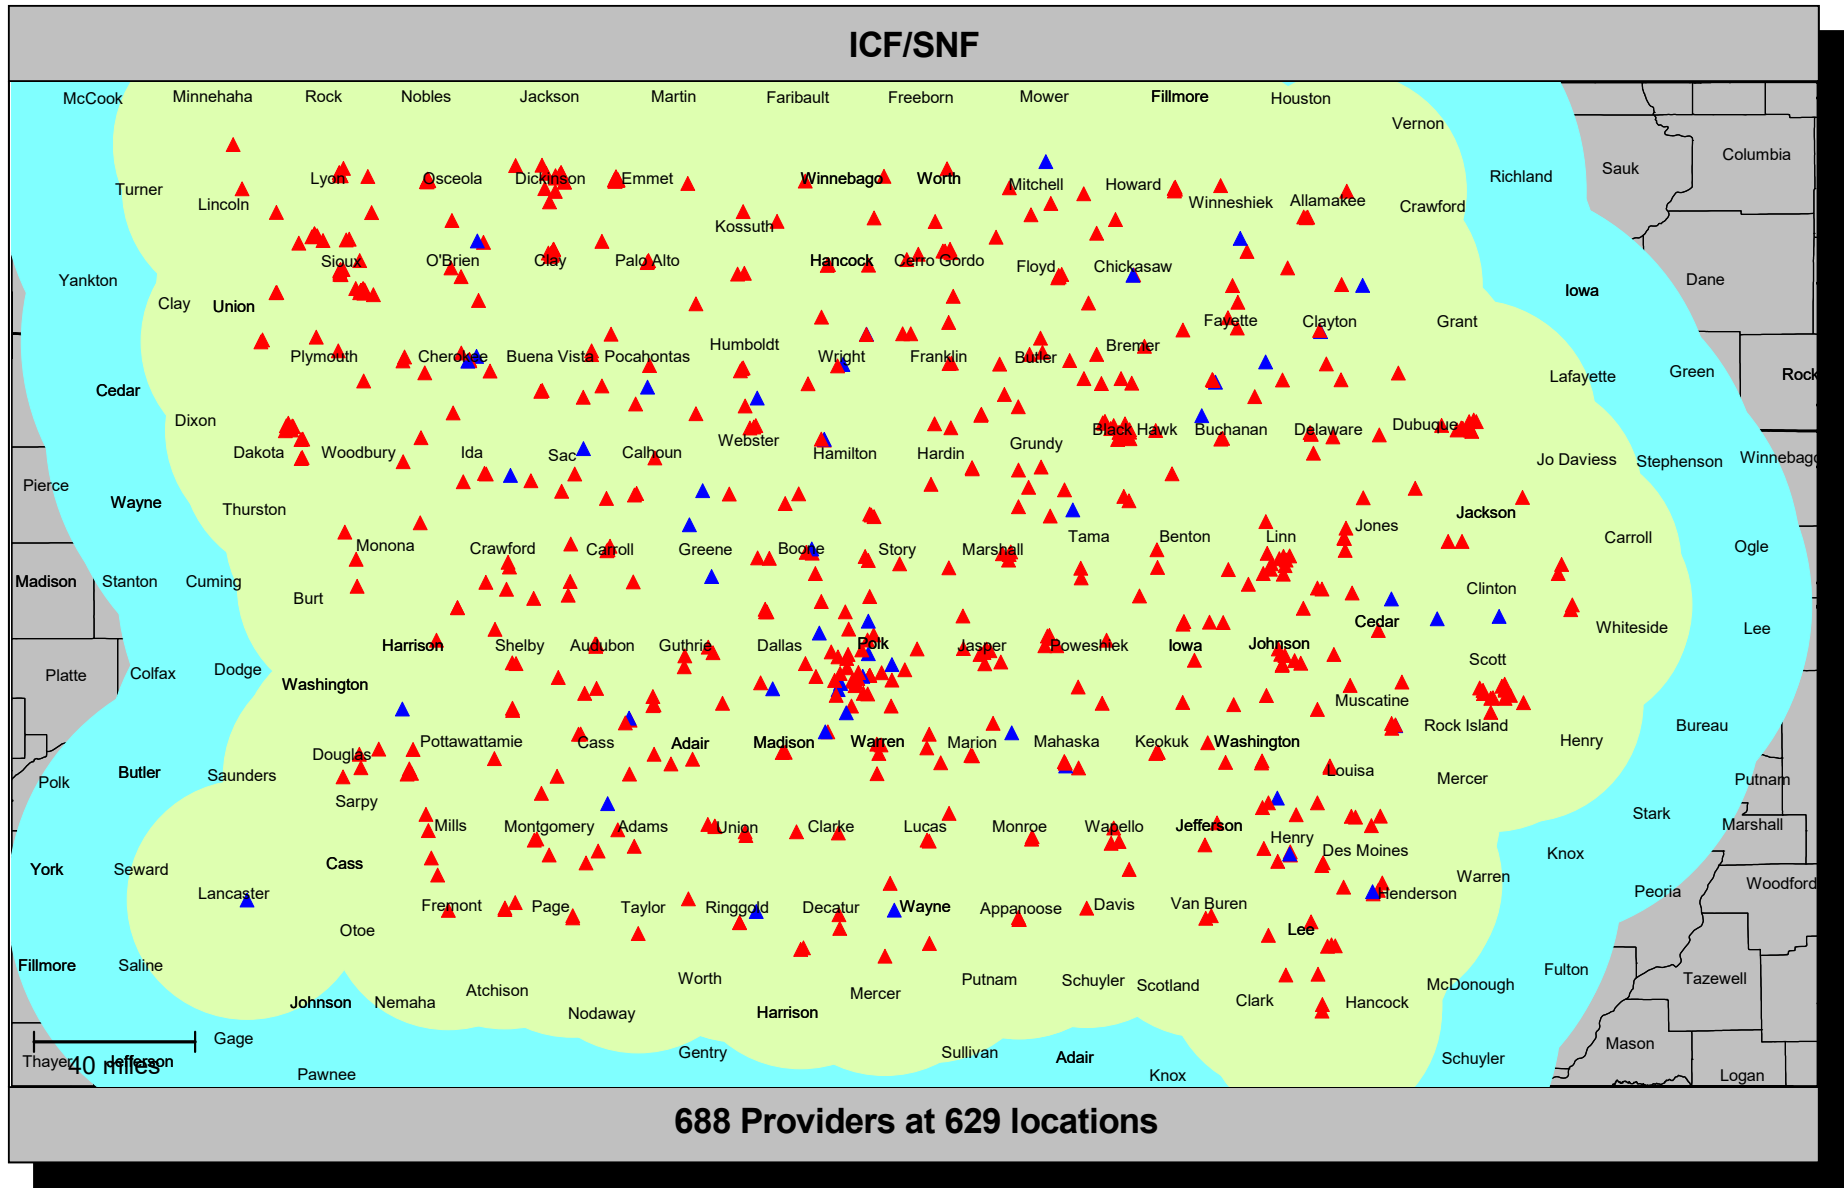 ICF/SNF
McCook Minnehaha Rock Nobles Jackson Martin Faribault Freeborn Mower Fillmore Houston
Vernon
Sauk Columbia
Turner Lyon Osceola Dickinson Emmet Winnebago Worth Mitchell Howard Richland
Lincoln Kossuth Winneshiek Allamakee Crawford
Yankton Sioux O'Brien Clay Palo Alto Hancock Cerro Gordo Floyd Chickasaw Dane
Clay Union Iowa
Fayette Clayton Grant
Plymouth Cherokee Buena Vista Pocahontas Humboldt Wright Franklin Butler Bremer
Cedar Lafayette Green Rock
Dixon Webster Black Hawk Buchanan Delaware Dubuque
Dakota Woodbury Ida Sac Calhoun Hamilton Hardin Grundy Jo Daviess Stephenson Winnebago
Pierce Wayne
Thurston Jackson
Monona Crawford Carroll Greene Boone Story Marshall Tama Benton Linn Jones Carroll Ogle
Madison Stanton Cuming Clinton
Burt
Harrison Shelby Audubon Guthrie Dallas Polk Jasper Poweshiek Iowa Johnson Cedar Whiteside Lee
Platte Colfax Dodge Scott
Washington Muscatine
Rock Island Bureau
Douglas Pottawattamie Cass Adair Madison Warren Marion Mahaska Keokuk Washington Henry
Polk Butler Saunders Louisa Mercer Putnam
Sarpy Stark
Mills Montgomery Adams Union Clarke Lucas Monroe Wapello Jefferson Henry Marshall
York Seward Cass Des Moines Knox
Lancaster Warren Peoria Woodford
Fremont Page Taylor Ringgold Decatur Wayne Appanoose Davis Van Buren Henderson
Otoe Lee
Fillmore Saline Worth Putnam Schuyler Scotland McDonough Fulton Tazewell
Johnson Nemaha Atchison Nodaway Harrison Mercer Clark Hancock
Gage Gentry Sullivan Adair Schuyler Mason
Thayer Jefferson
40 miles
Pawnee Knox Logan
688 Providers at 629 locations